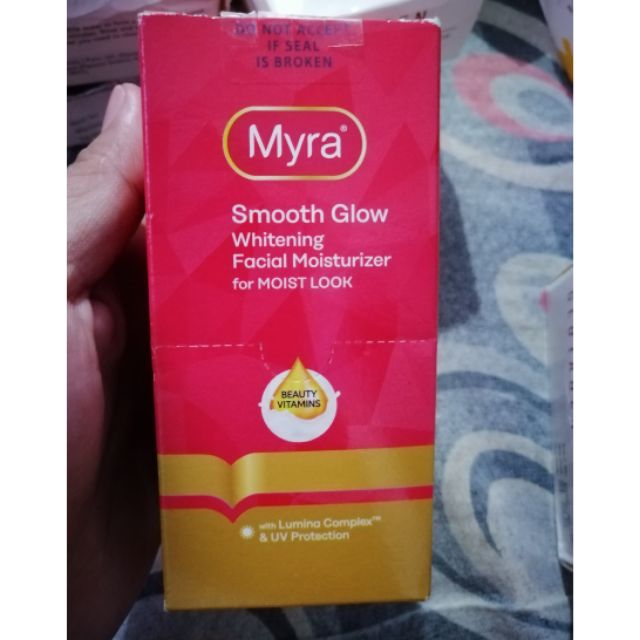 DO NOT ACCEPT
IF SEAL
IS BROKEN
Myra®
Smooth Glow
Whitening
Facial Moisturizer
for MOIST LOOK
BEAUTY
VITAMINS
with Lumina Complex™
& UV Protection